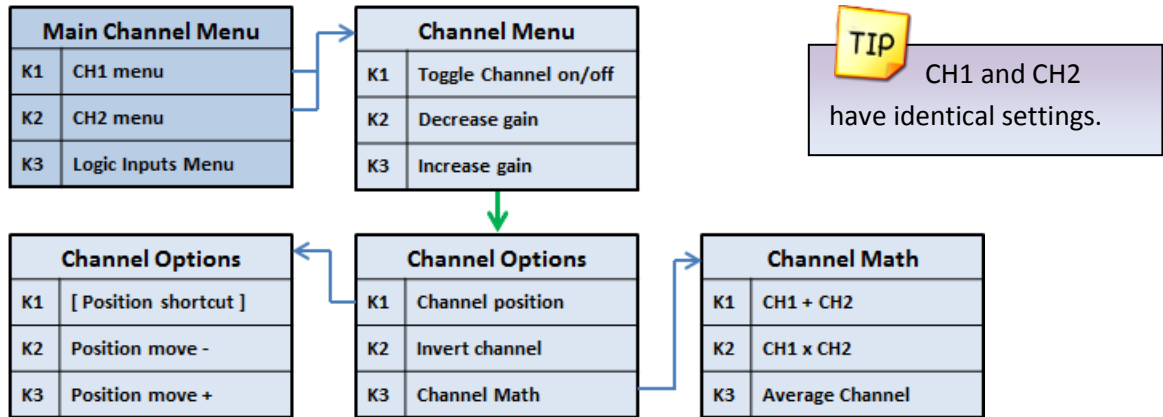 Main Channel Menu
K1 CH1 menu
K2 CH2 menu
K3 Logic Inputs Menu
Channel Menu
K1 Toggle Channel on/off
K2 Decrease gain
K3 Increase gain
TIP
CH1 and CH2
have identical settings.
Channel Options
K1 [ Position shortcut ]
K2 Position move -
K3 Position move +
Channel Options
K1 Channel position
K2 Invert channel
K3 Channel Math
Channel Math
K1 CH1 + CH2
K2 CH1 x CH2
K3 Average Channel